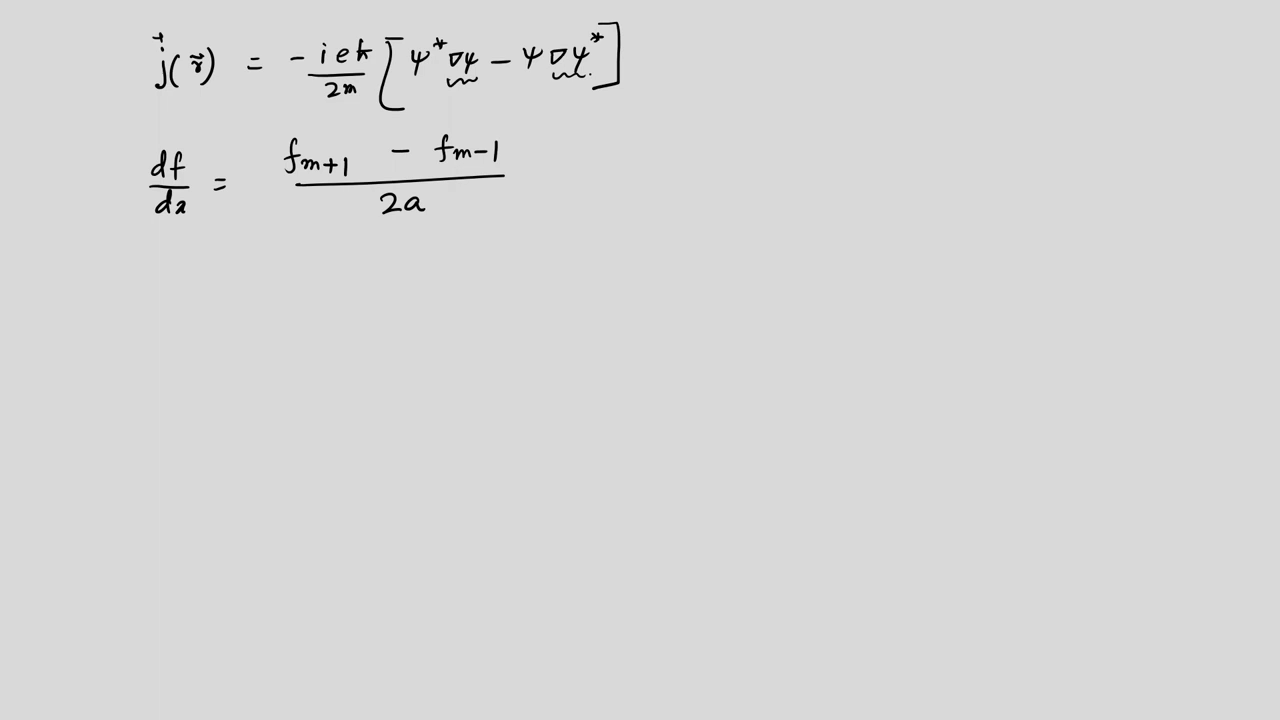 j⃗(r⃗) = -ieħ/2m [ψ*∇ψ – ψ∇ψ*]
df/dx = (fm+1 – fm-1)/2a